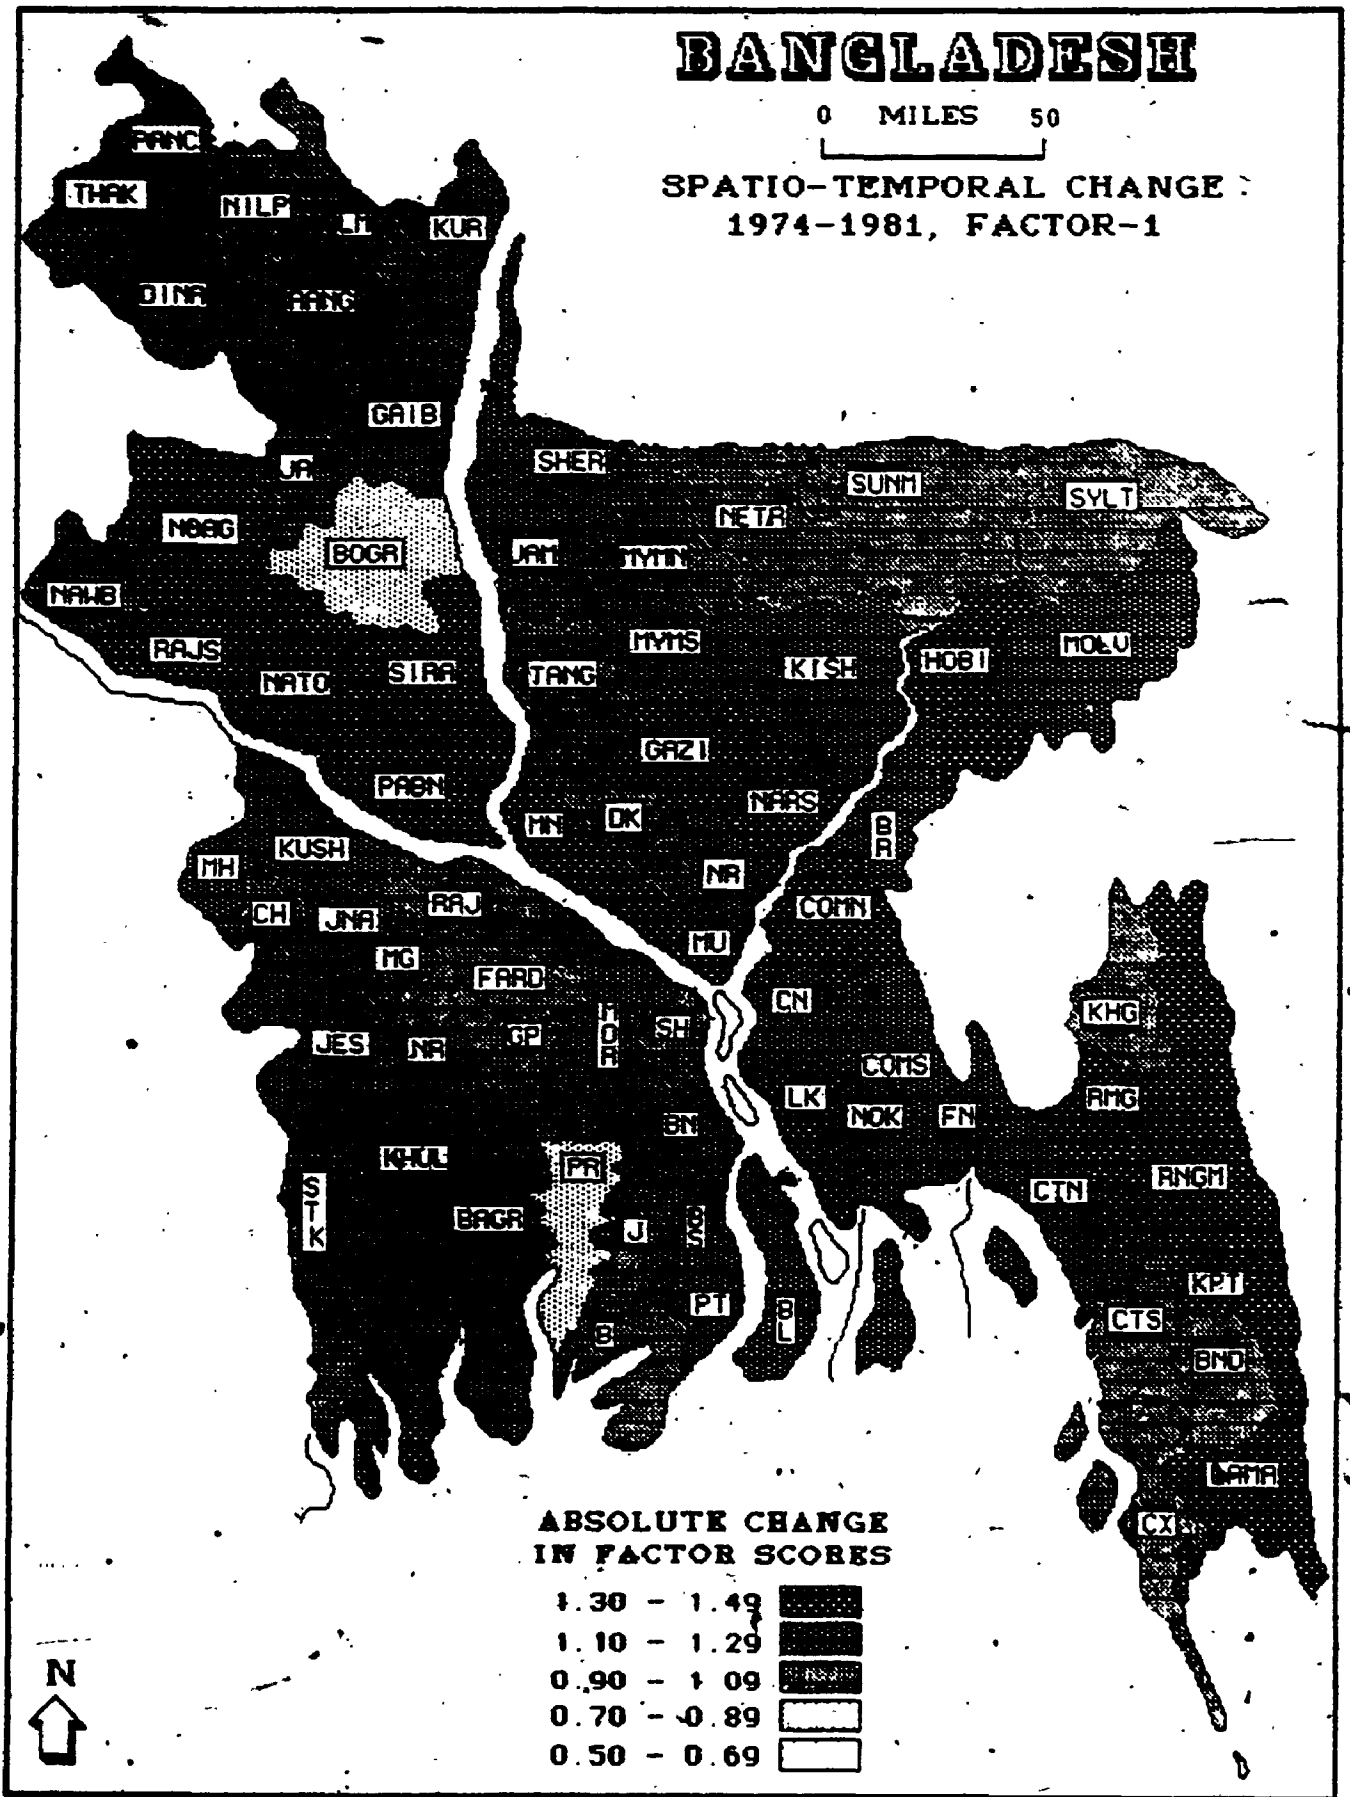 BANGLADESH
0 MILES 50
SPATIO-TEMPORAL CHANGE :
1974-1981, FACTOR-1
PANC
THAK
NILP
LM
KUR
DINA
GAIB
JA
SHER
SUNM
SYLT
NETR
BOGR
JAM
MYMN
NAWB
RAJS
MYMS
KISH
HOBI
NATO
SIRA
TANG
GAZI
PABN
NARS
MN
DK
BR
KUSH
MH
NR
RAJ
COMN
CH
JNA
MU
MG
FARD
CN
KHG
SH
GP
JES
NR
COMS
LK
RMG
NOK
FN
BN
KHUL
PR
STK
RNGM
CTN
BAGR
J
BS
KPT
PT
BL
CTS
B
BND
CX
ABSOLUTE CHANGE
IN FACTOR SCORES
1.30 - 1.49
1.10 - 1.29
0.90 - 1 09
0.70 - 0.89
0.50 - 0.69
N